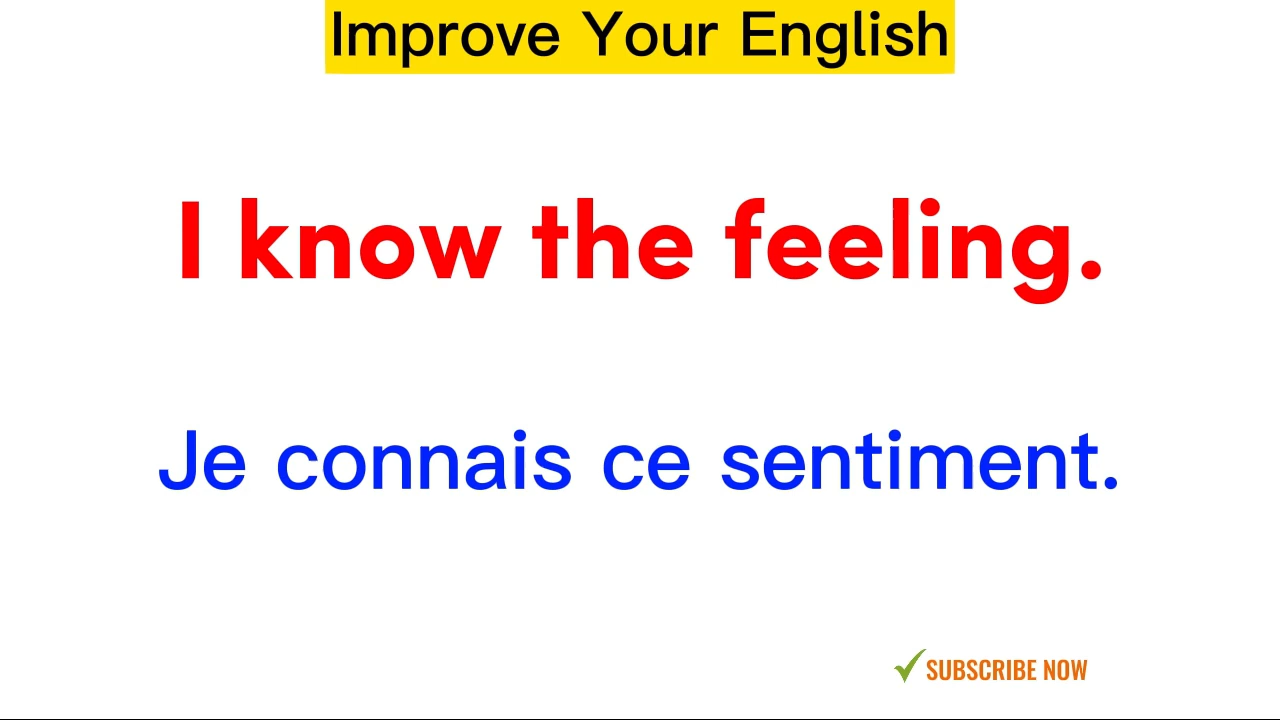 Improve Your English
I know the feeling.
Je connais ce sentiment.
SUBSCRIBE NOW